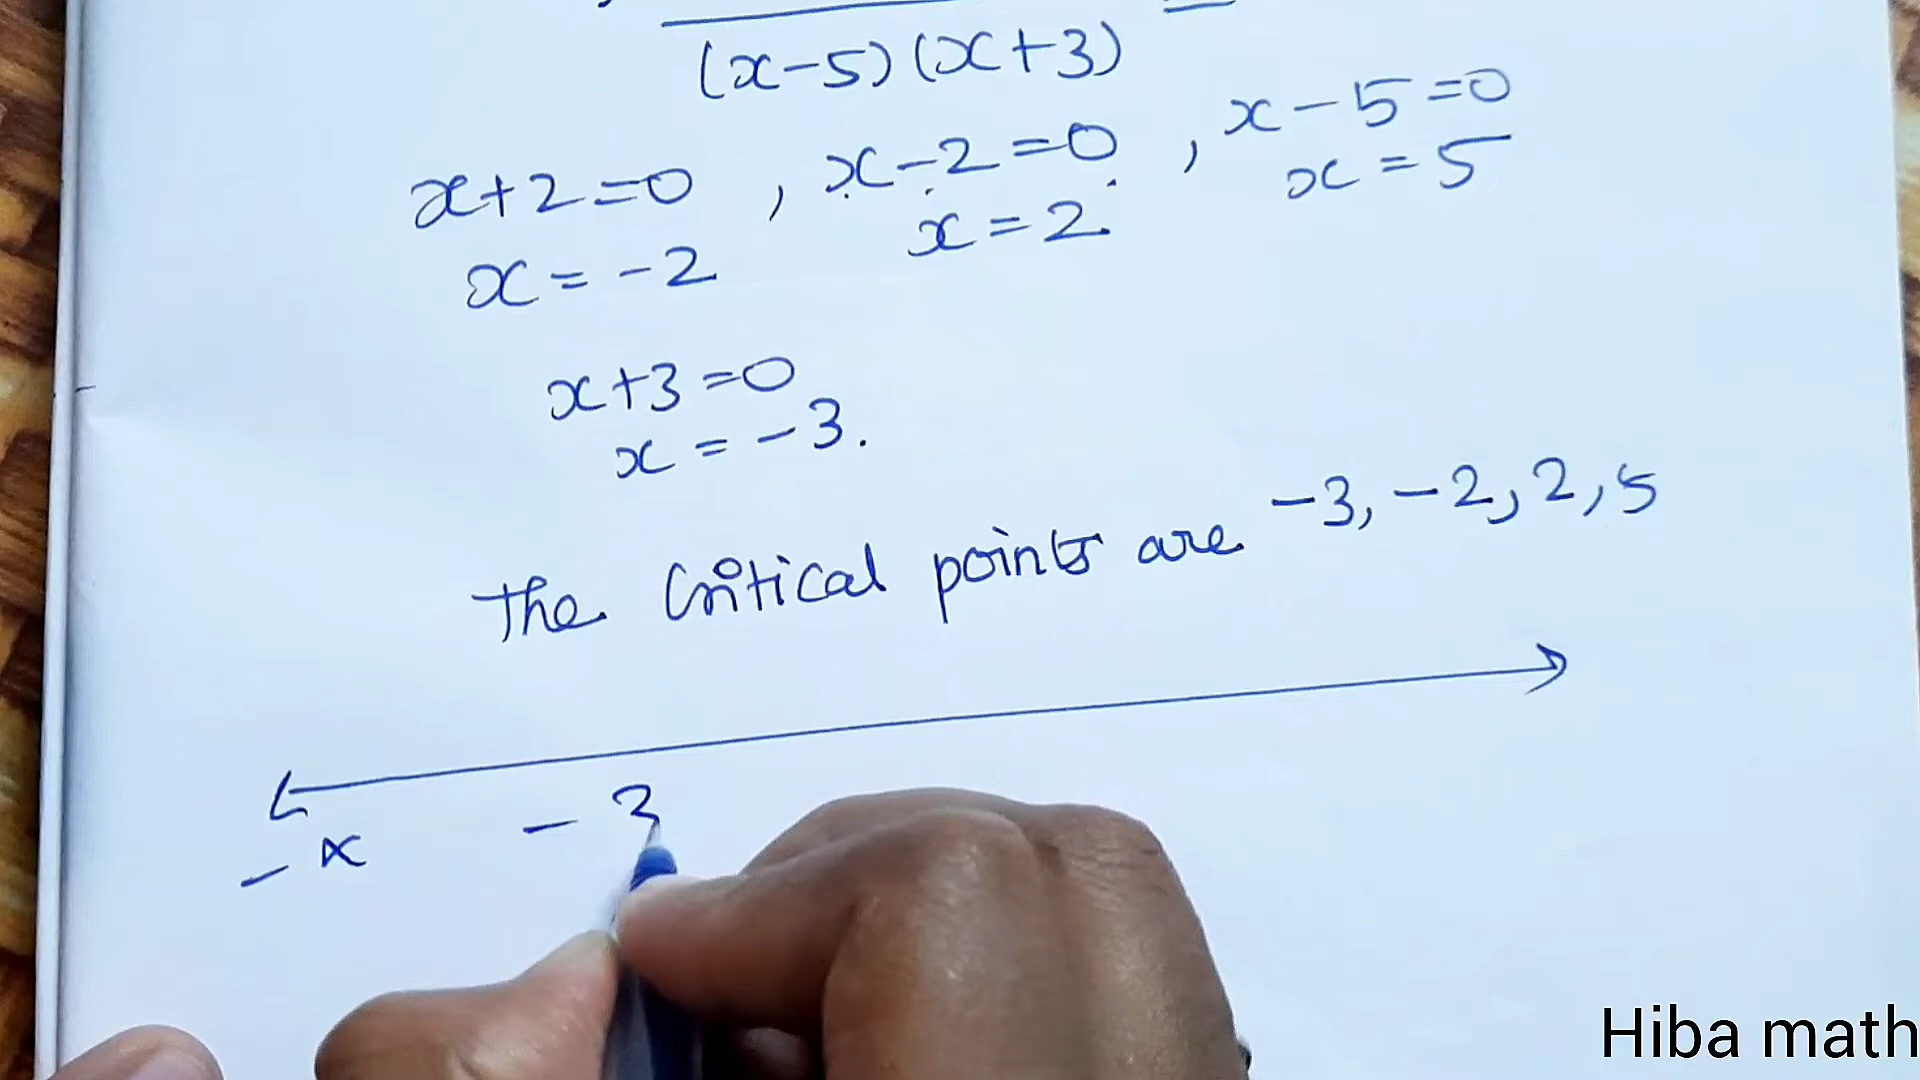 (x-5)(x+3)
x+2=0 , x-2=0 , x-5=0
x=-2 x=2 x=5
x+3=0
x=-3.
The Critical points are -3, -2, 2, 5
-∝ -3
Hiba math